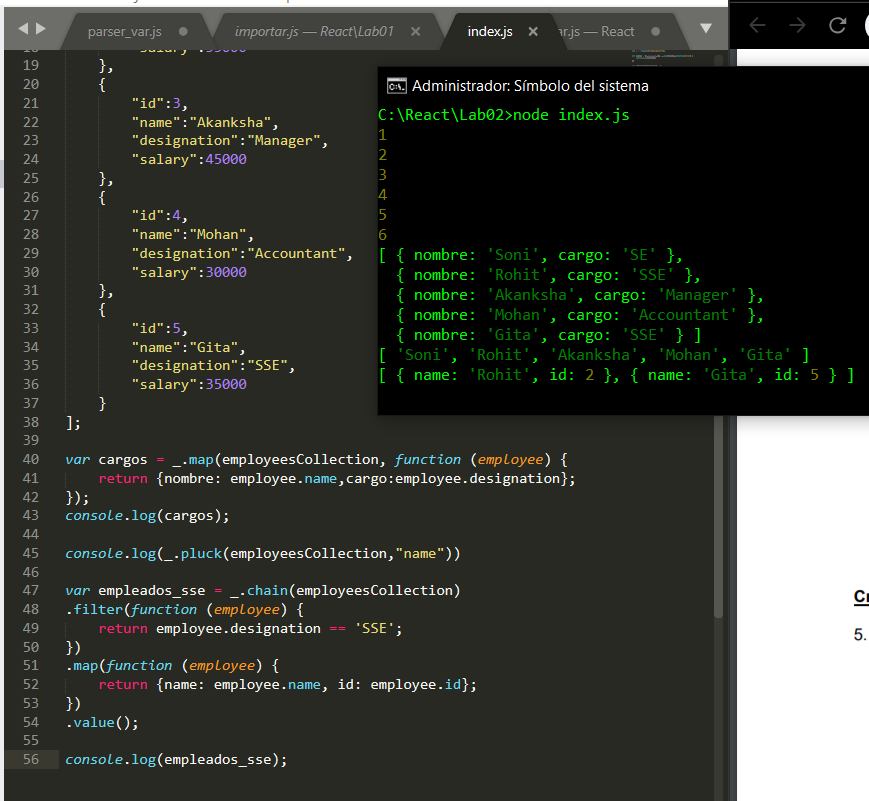 parser_var.js
importar.js — React\Lab01
index.js
ar.js — React
19 },
20 {
21 "id":3,
22 "name":"Akanksha",
23 "designation":"Manager",
24 "salary":45000
25 },
26 {
27 "id":4,
28 "name":"Mohan",
29 "designation":"Accountant",
30 "salary":30000
31 },
32 {
33 "id":5,
34 "name":"Gita",
35 "designation":"SSE",
36 "salary":35000
37 }
38 ];
39
40 var cargos = _.map(employeesCollection, function (employee) {
41 return {nombre: employee.name,cargo:employee.designation};
42 });
43 console.log(cargos);
44
45 console.log(_.pluck(employeesCollection,"name"))
46
47 var empleados_sse = _.chain(employeesCollection)
48 .filter(function (employee) {
49 return employee.designation == 'SSE';
50 })
51 .map(function (employee) {
52 return {name: employee.name, id: employee.id};
53 })
54 .value();
55
56 console.log(empleados_sse);
Administrador: Símbolo del sistema
C:\React\Lab02>node index.js
1
2
3
4
5
6
[ { nombre: 'Soni', cargo: 'SE' },
{ nombre: 'Rohit', cargo: 'SSE' },
{ nombre: 'Akanksha', cargo: 'Manager' },
{ nombre: 'Mohan', cargo: 'Accountant' },
{ nombre: 'Gita', cargo: 'SSE' } ]
[ 'Soni', 'Rohit', 'Akanksha', 'Mohan', 'Gita' ]
[ { name: 'Rohit', id: 2 }, { name: 'Gita', id: 5 } ]
5.